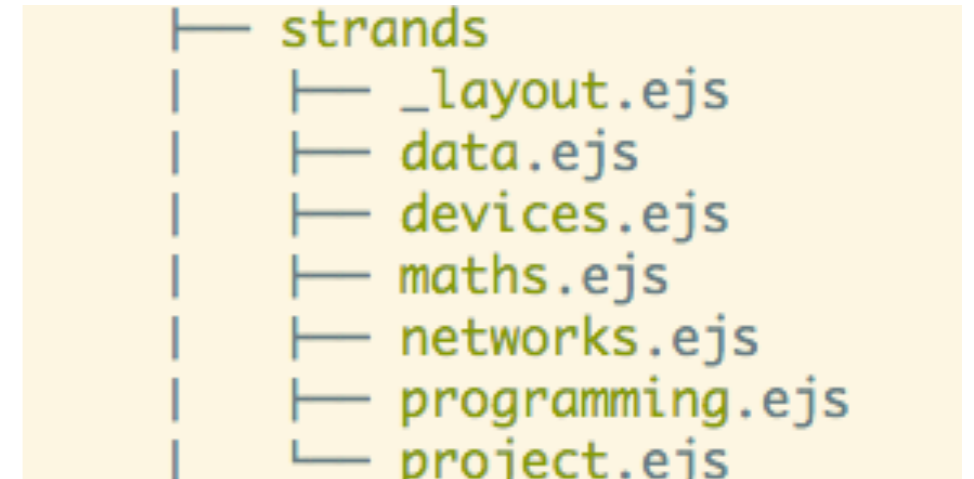 ├── strands
│   ├── _layout.ejs
│   ├── data.ejs
│   ├── devices.ejs
│   ├── maths.ejs
│   ├── networks.ejs
│   ├── programming.ejs
│   └── project.ejs